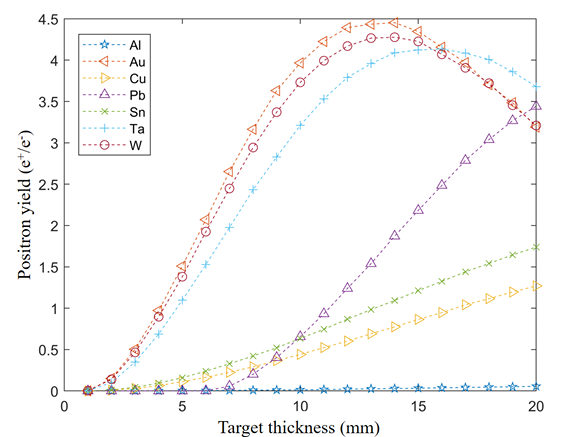 4.5
4
3.5
3
2.5
2
1.5
1
0.5
0
Positron yield (e+/e-)
Al
Au
Cu
Pb
Sn
Ta
W
0 5 10 15 20
Target thickness (mm)